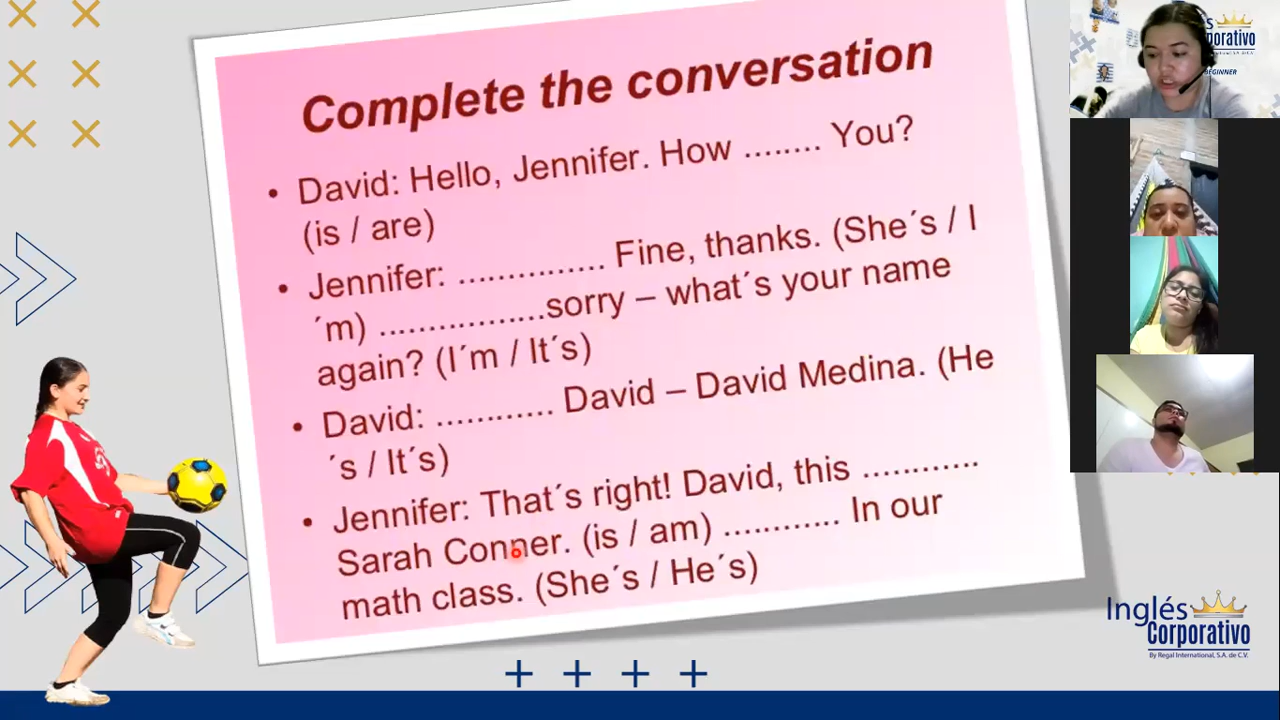 Complete the conversation
• David: Hello, Jennifer. How ........ You?
(is / are)
• Jennifer: ............... Fine, thanks. (She´s / I
´m) .................sorry – what´s your name
again? (I´m / It´s)
• David: ............ David – David Medina. (He
´s / It´s)
• Jennifer: That´s right! David, this ............
Sarah Conner. (is / am) ............ In our
math class. (She´s / He´s)
Inglés
Corporativo
By Regal International, S.A. de C.V.
BEGINNER